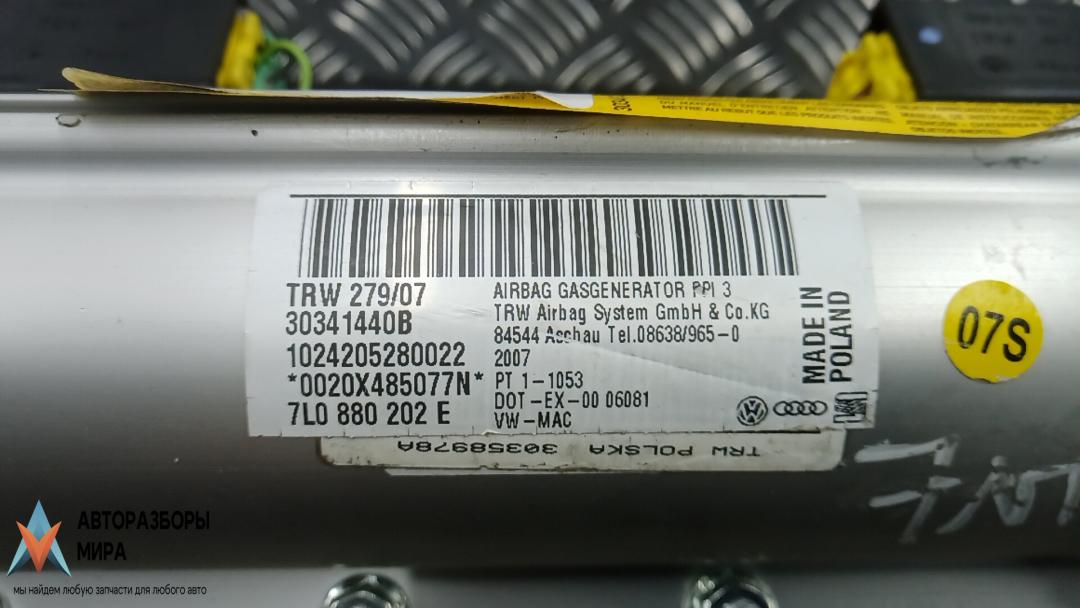 TRW 279/07
30341440B
1024205280022
*0020X485077N*
7L0 880 202 E
AIRBAG GASGENERATOR PPI 3
TRW Airbag System GmbH & Co.KG
84544 Aschau Tel.08638/965-0
2007
PT 1-1053
DOT-EX-00 06081
VW-MAC
MADE IN
POLAND
07S
TRW POLSKA 30358978A
АВТОРАЗБОРЫ
МИРА
мы найдем любую запчасти для любого авто